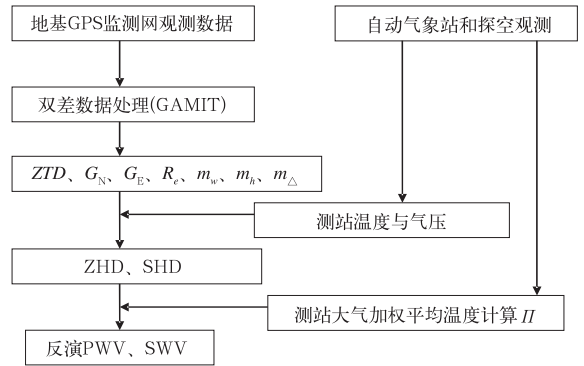 地基GPS监测网观测数据
自动气象站和探空观测
双差数据处理(GAMIT)
ZTD、G_N、G_E、R_e、m_w、m_h、m_△
测站温度与气压
ZHD、SHD
测站大气加权平均温度计算Π
反演PWV、SWV